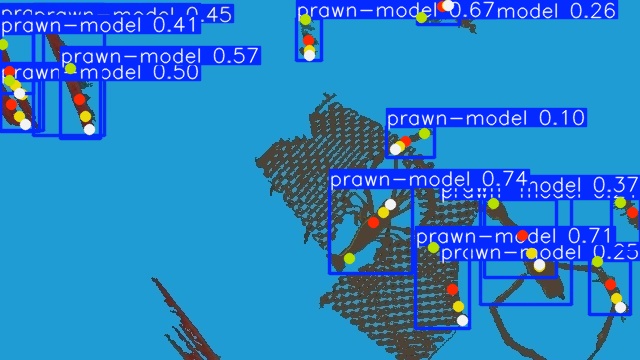 prawn-model 0.45
prawn-model 0.41
prawn-model 0.57
prawn-model 0.50
prawn-model 0.67
model 0.26
prawn-model 0.10
prawn-model 0.74
prawn-model 0.37
prawn-model 0.71
prawn-model 0.25